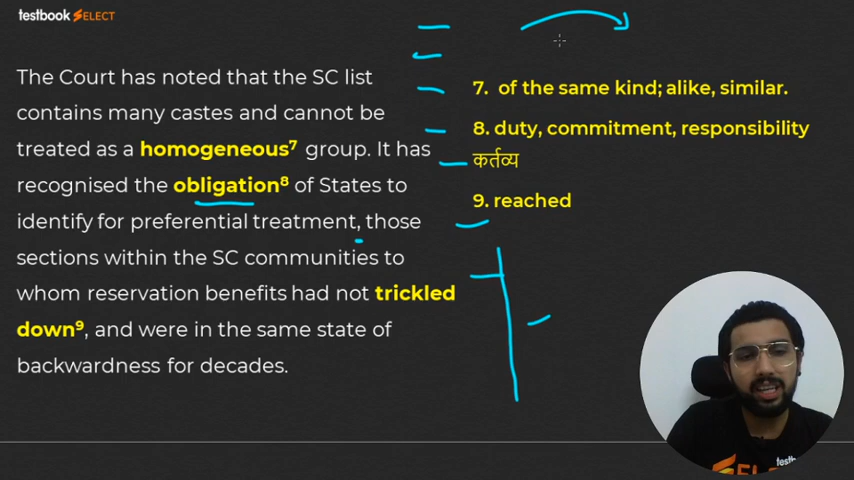 testbook SELECT
The Court has noted that the SC list
contains many castes and cannot be
treated as a homogeneous⁷ group. It has
recognised the obligation⁸ of States to
identify for preferential treatment, those
sections within the SC communities to
whom reservation benefits had not trickled
down⁹, and were in the same state of
backwardness for decades.
7. of the same kind; alike, similar.
8. duty, commitment, responsibility
कर्तव्य
9. reached